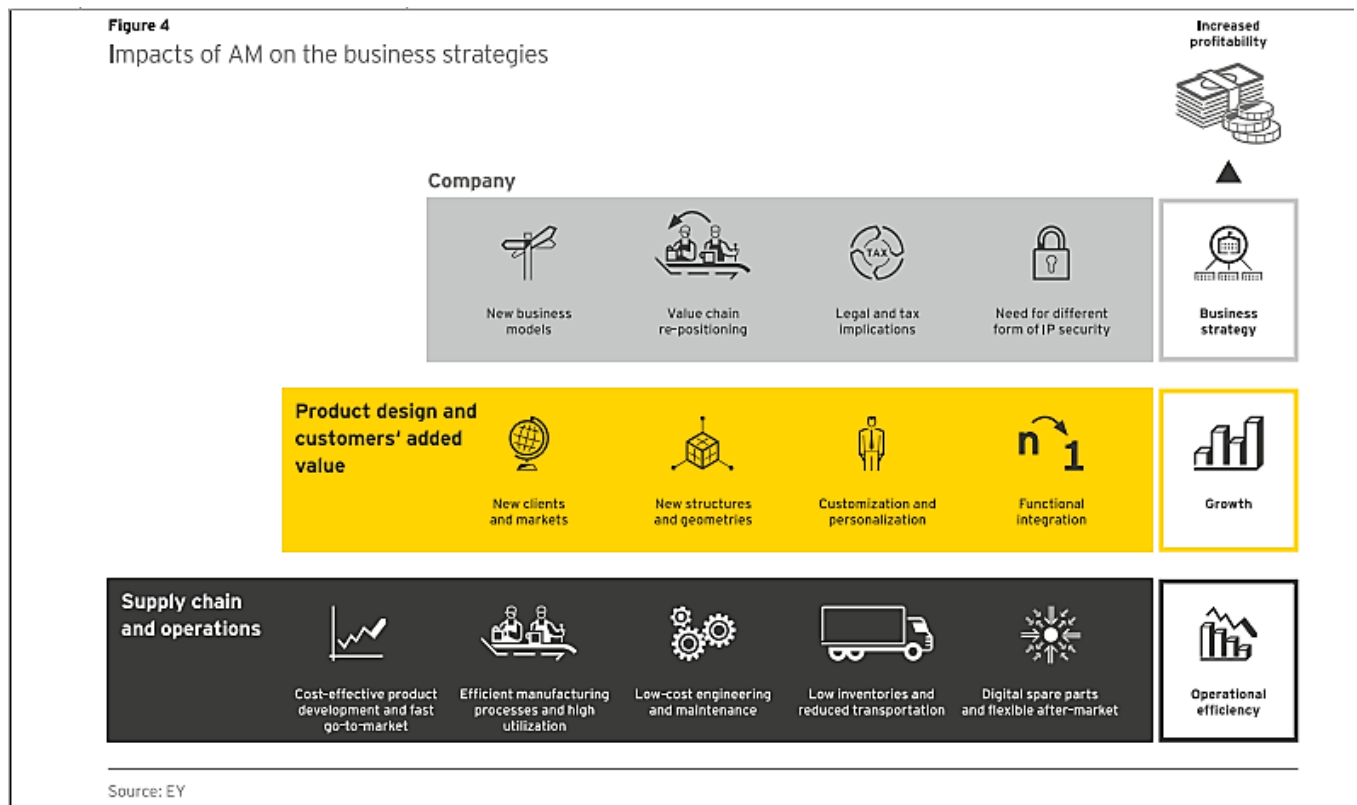 Figure 4
Impacts of AM on the business strategies
Increased
profitability
Company
TAX
New business
models
Value chain
re-positioning
Legal and tax
implications
Need for different
form of IP security
Business
strategy
Product design and
customers' added
value
n 1
New clients
and markets
New structures
and geometries
Customization and
personalization
Functional
integration
Growth
Supply chain
and operations
Cost-effective product
development and fast
go-to-market
Efficient manufacturing
processes and high
utilization
Low-cost engineering
and maintenance
Low inventories and
reduced transportation
Digital spare parts
and flexible after-market
Operational
efficiency
Source: EY